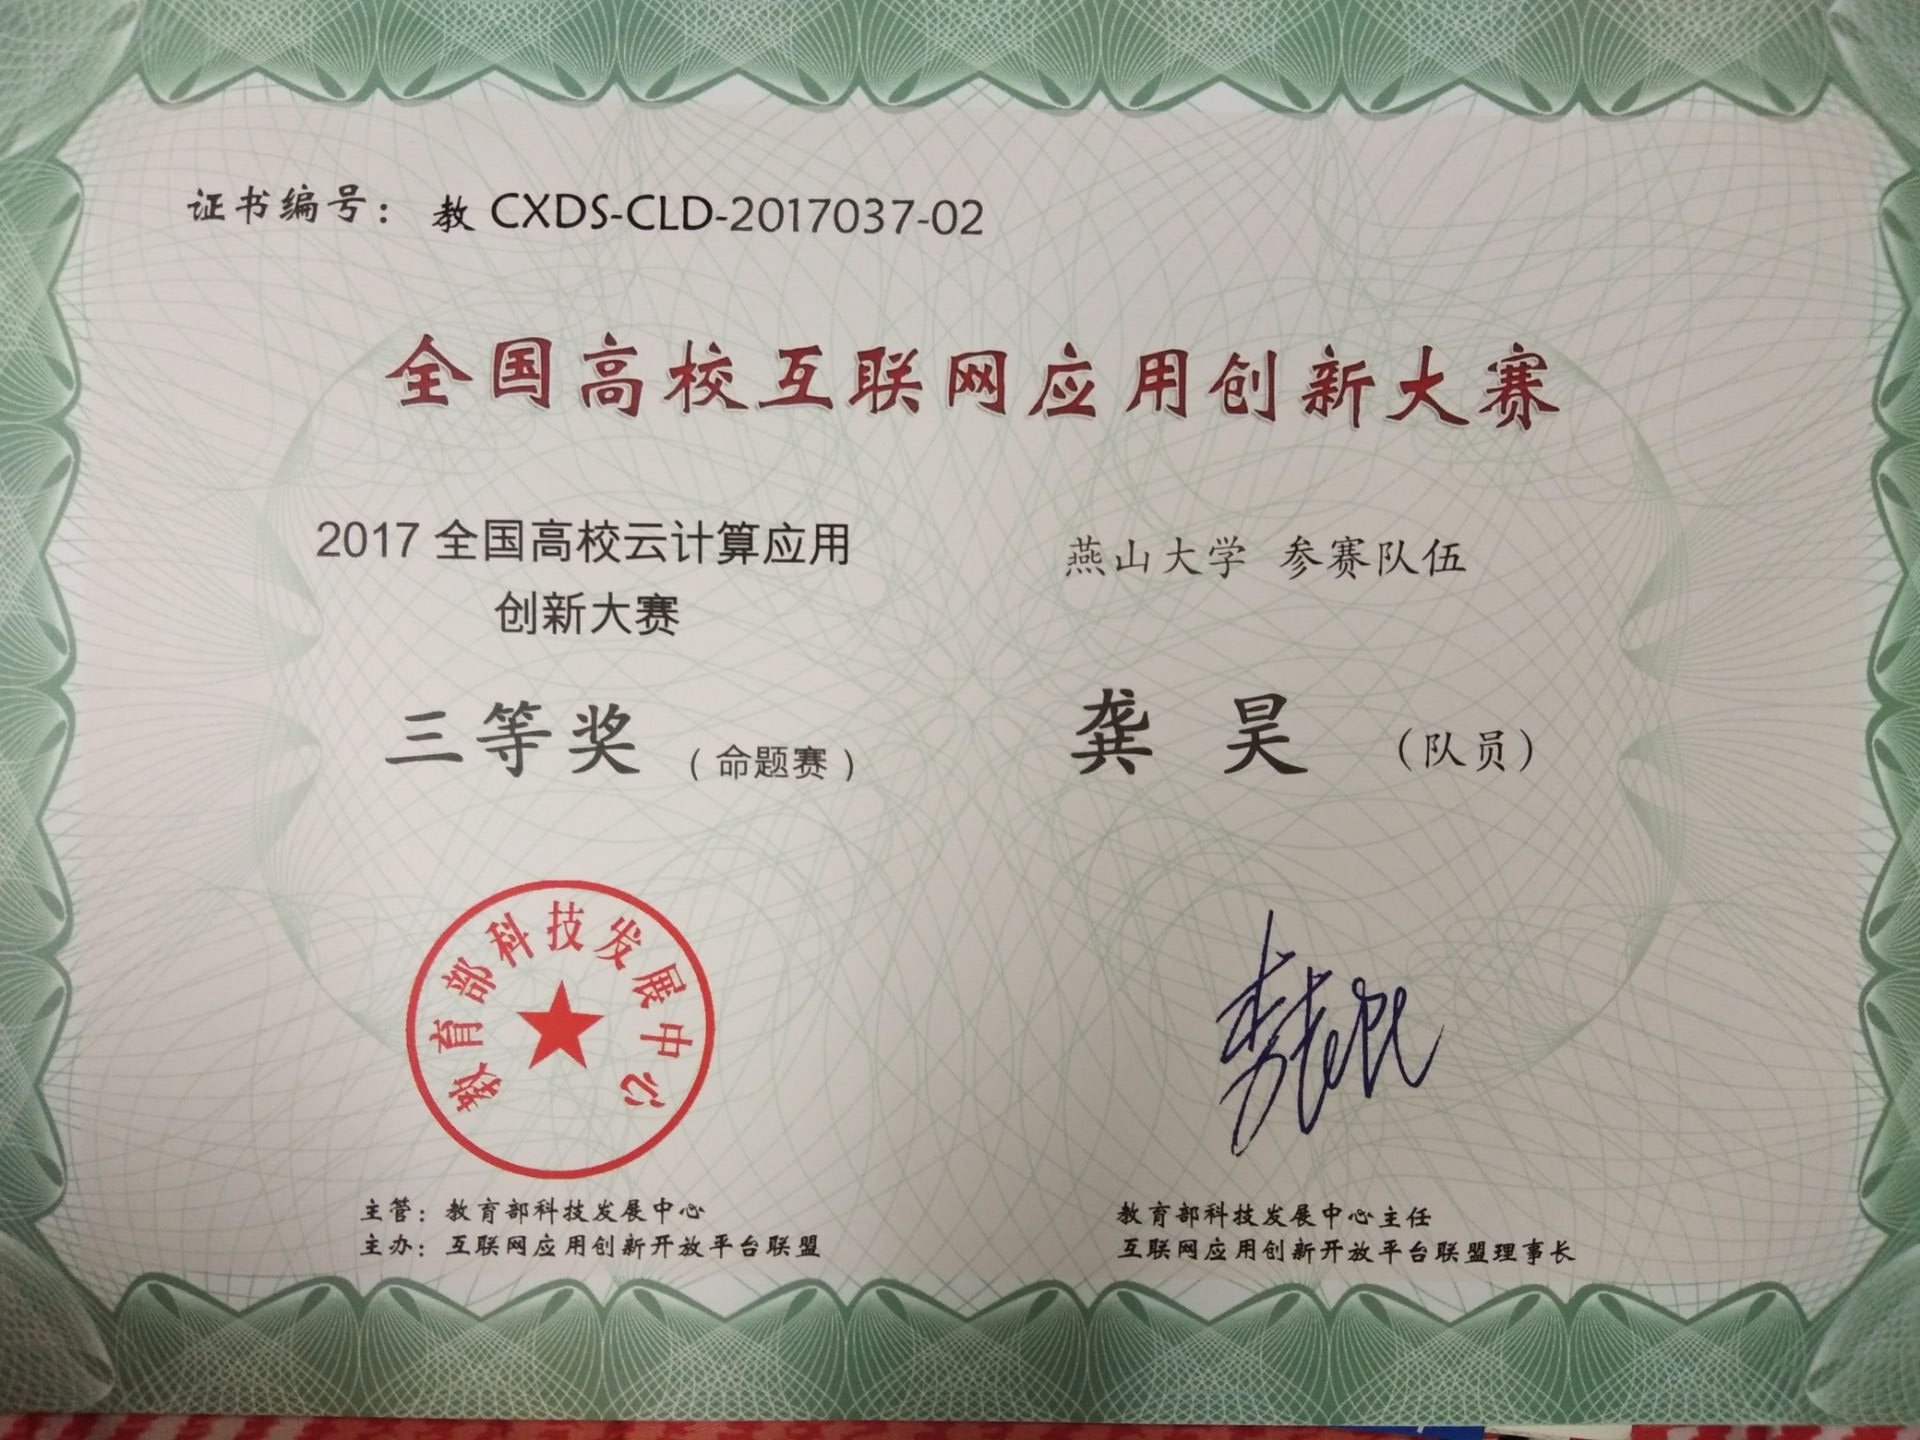 证书编号： 教 CXDS-CLD-2017037-02
全国高校互联网应用创新大赛
2017 全国高校云计算应用
创新大赛
三等奖 （命题赛）
燕山大学 参赛队伍
龚 昊 （队员）
教育部科技发展中心
主管：教育部科技发展中心
主办：互联网应用创新开放平台联盟
教育部科技发展中心主任
互联网应用创新开放平台联盟理事长